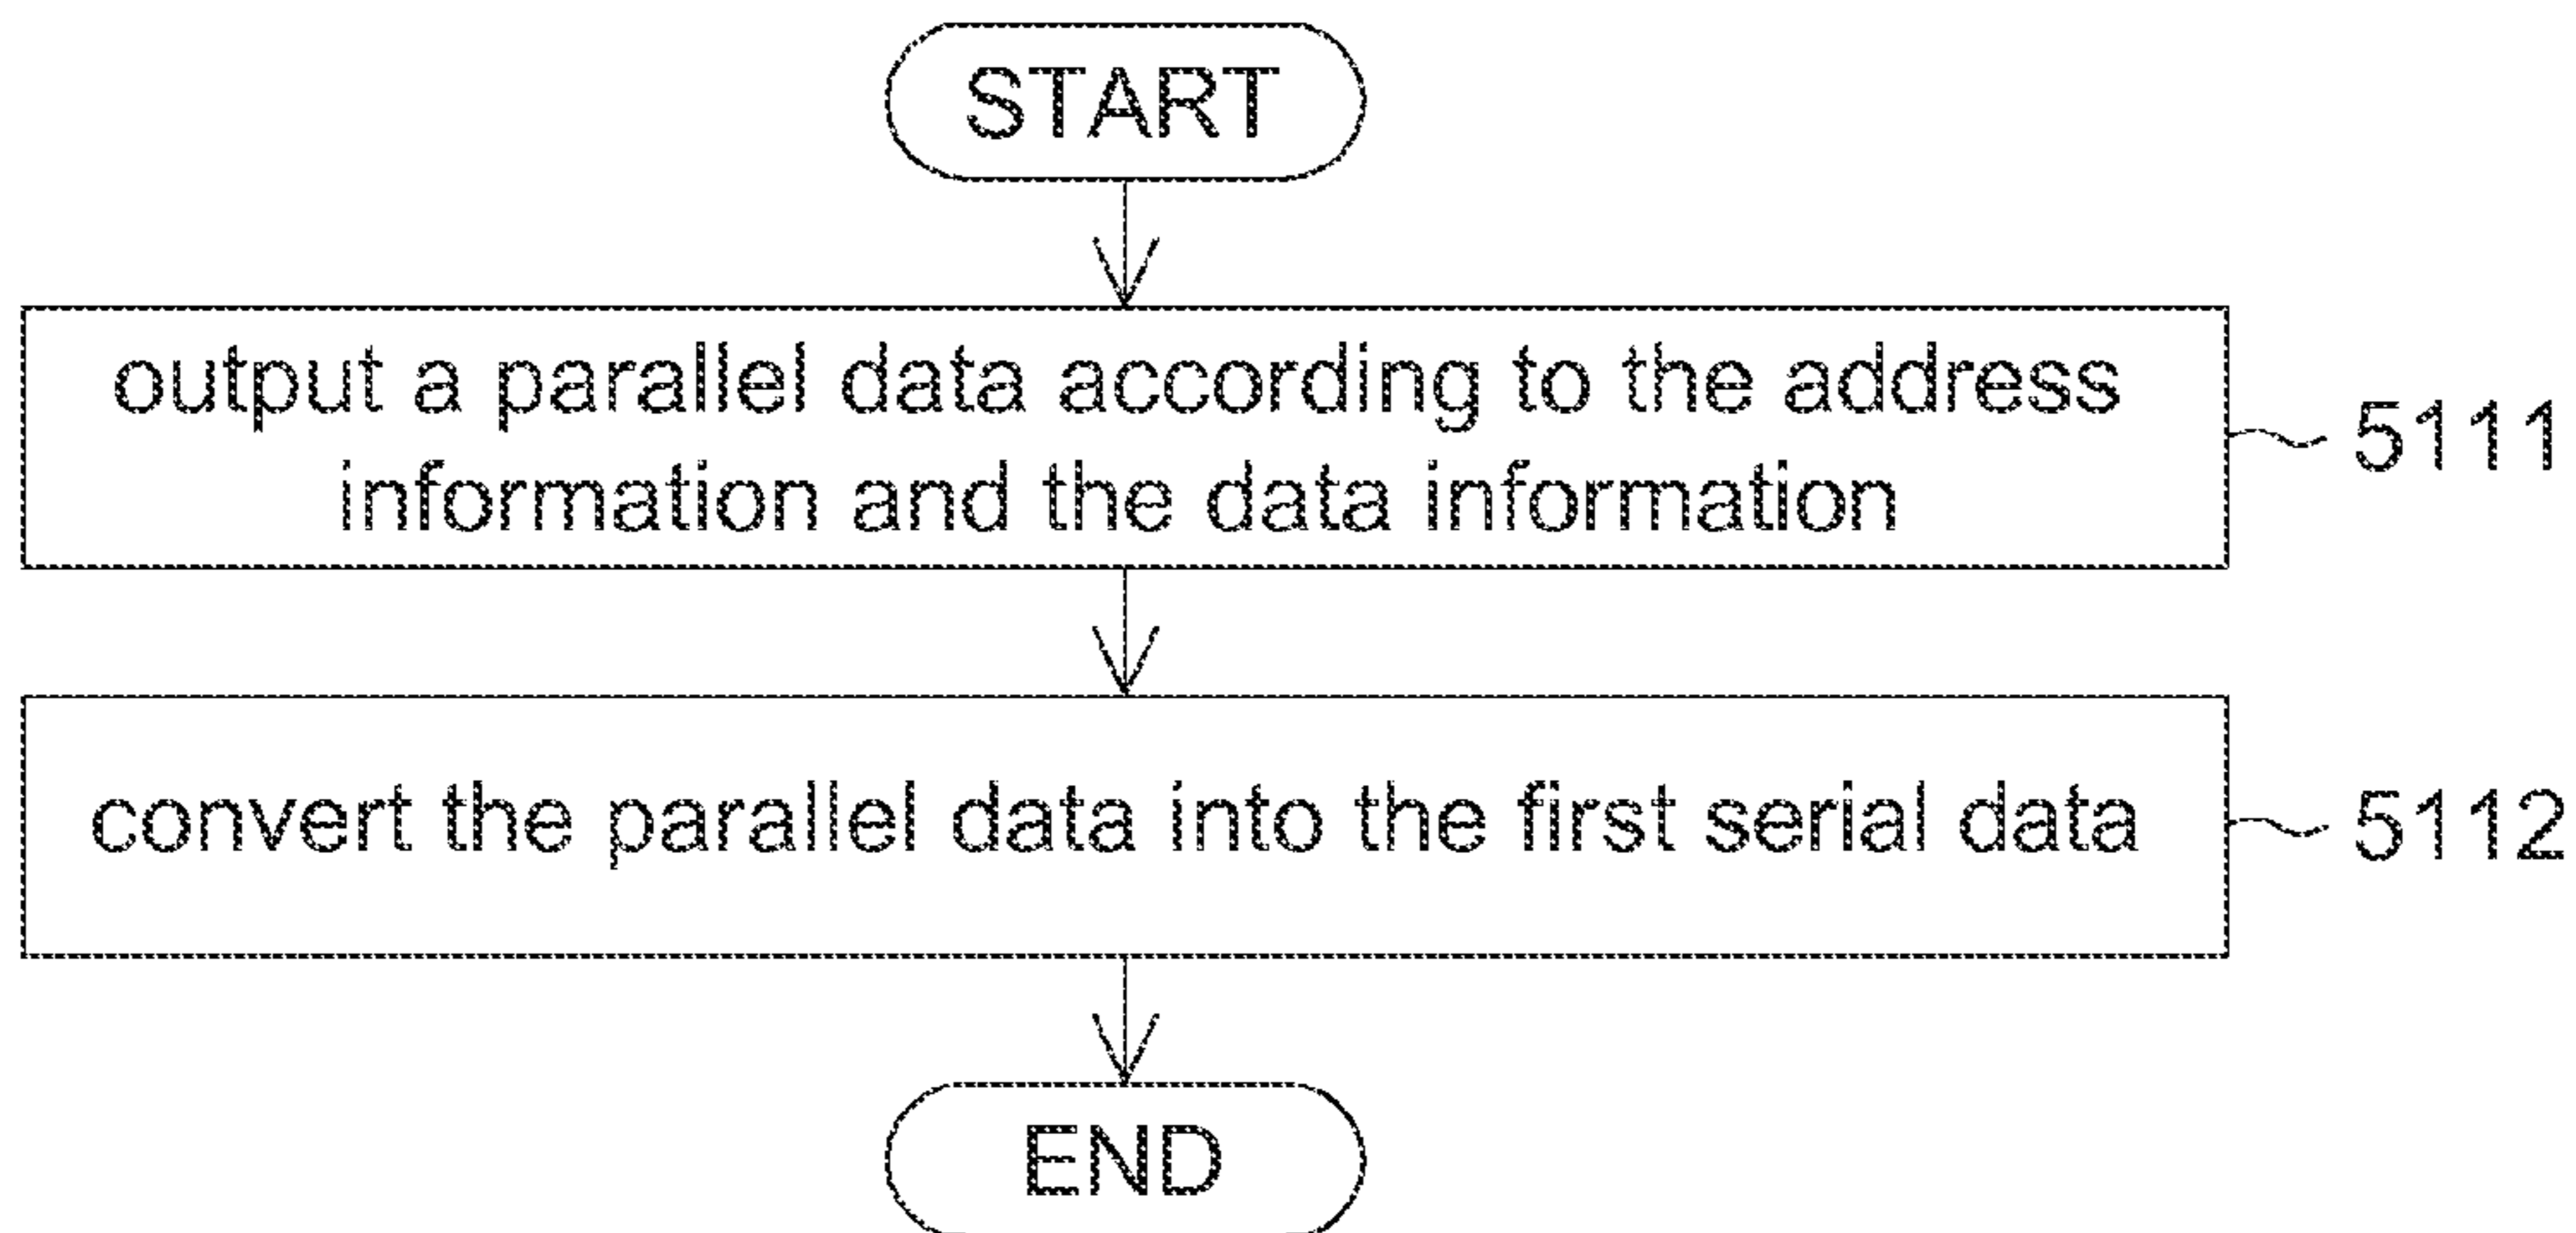 START
output a parallel data according to the address
information and the data information
5111
convert the parallel data into the first serial data
5112
END